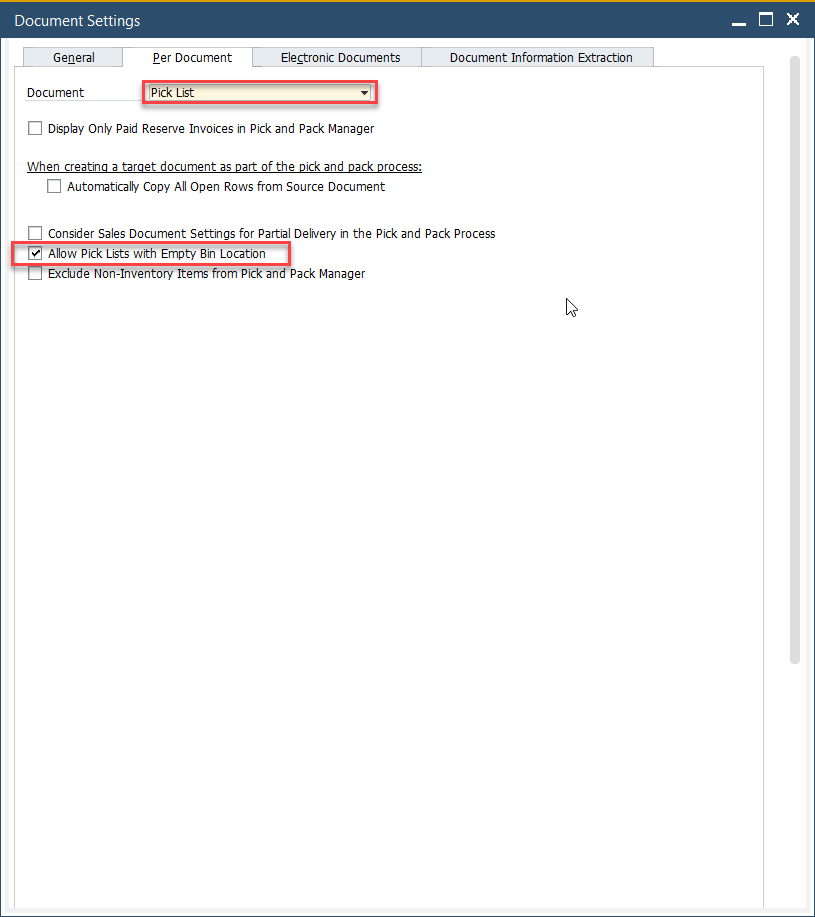 Document Settings
General Per Document Electronic Documents Document Information Extraction
Document Pick List
Display Only Paid Reserve Invoices in Pick and Pack Manager
When creating a target document as part of the pick and pack process:
Automatically Copy All Open Rows from Source Document
Consider Sales Document Settings for Partial Delivery in the Pick and Pack Process
Allow Pick Lists with Empty Bin Location
Exclude Non-Inventory Items from Pick and Pack Manager